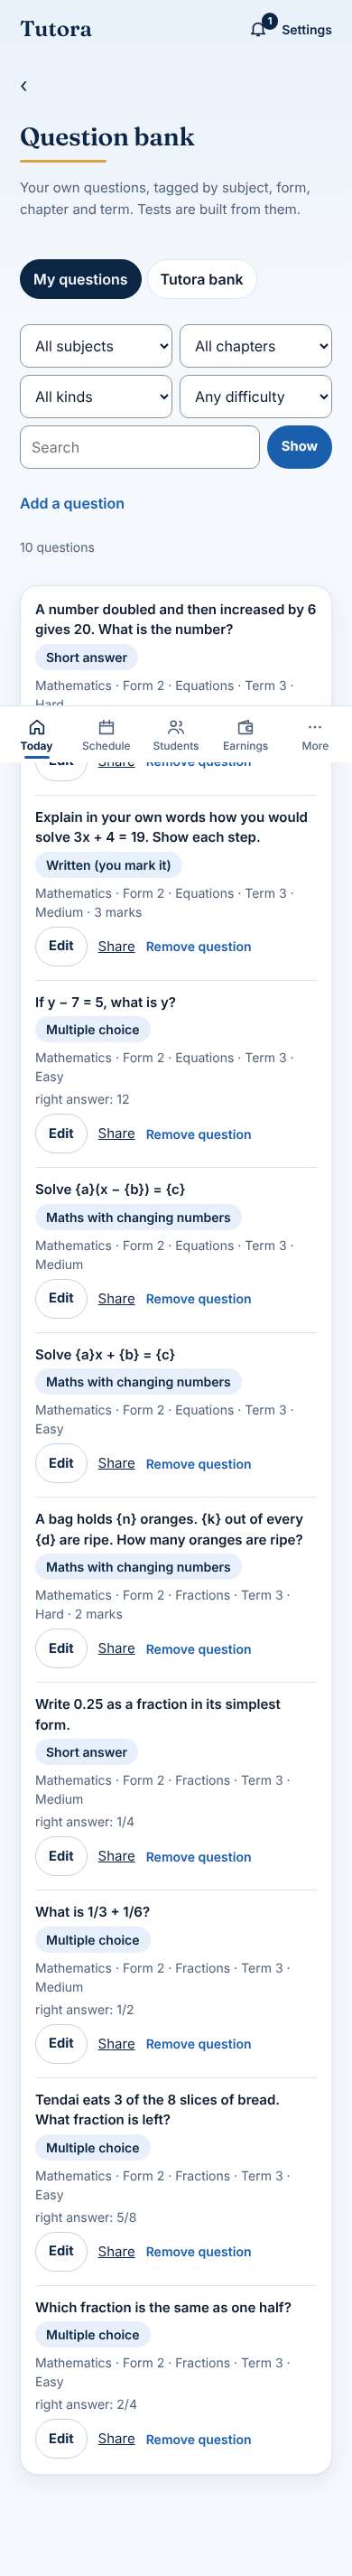 Tutora
1
Settings
‹
Question bank
Your own questions, tagged by subject, form,
chapter and term. Tests are built from them.
My questions
Tutora bank
All subjects
All chapters
All kinds
Any difficulty
Search
Show
Add a question
10 questions
A number doubled and then increased by 6
gives 20. What is the number?
Short answer
Mathematics · Form 2 · Equations · Term 3 ·
Hard
Today
Schedule
Students
Earnings
More
Edit
Share
Remove question
Explain in your own words how you would
solve 3x + 4 = 19. Show each step.
Written (you mark it)
Mathematics · Form 2 · Equations · Term 3 ·
Medium · 3 marks
Edit
Share
Remove question
If y − 7 = 5, what is y?
Multiple choice
Mathematics · Form 2 · Equations · Term 3 ·
Easy
right answer: 12
Edit
Share
Remove question
Solve {a}(x − {b}) = {c}
Maths with changing numbers
Mathematics · Form 2 · Equations · Term 3 ·
Medium
Edit
Share
Remove question
Solve {a}x + {b} = {c}
Maths with changing numbers
Mathematics · Form 2 · Equations · Term 3 ·
Easy
Edit
Share
Remove question
A bag holds {n} oranges. {k} out of every
{d} are ripe. How many oranges are ripe?
Maths with changing numbers
Mathematics · Form 2 · Fractions · Term 3 ·
Hard · 2 marks
Edit
Share
Remove question
Write 0.25 as a fraction in its simplest
form.
Short answer
Mathematics · Form 2 · Fractions · Term 3 ·
Medium
right answer: 1/4
Edit
Share
Remove question
What is 1/3 + 1/6?
Multiple choice
Mathematics · Form 2 · Fractions · Term 3 ·
Medium
right answer: 1/2
Edit
Share
Remove question
Tendai eats 3 of the 8 slices of bread.
What fraction is left?
Multiple choice
Mathematics · Form 2 · Fractions · Term 3 ·
Easy
right answer: 5/8
Edit
Share
Remove question
Which fraction is the same as one half?
Multiple choice
Mathematics · Form 2 · Fractions · Term 3 ·
Easy
right answer: 2/4
Edit
Share
Remove question